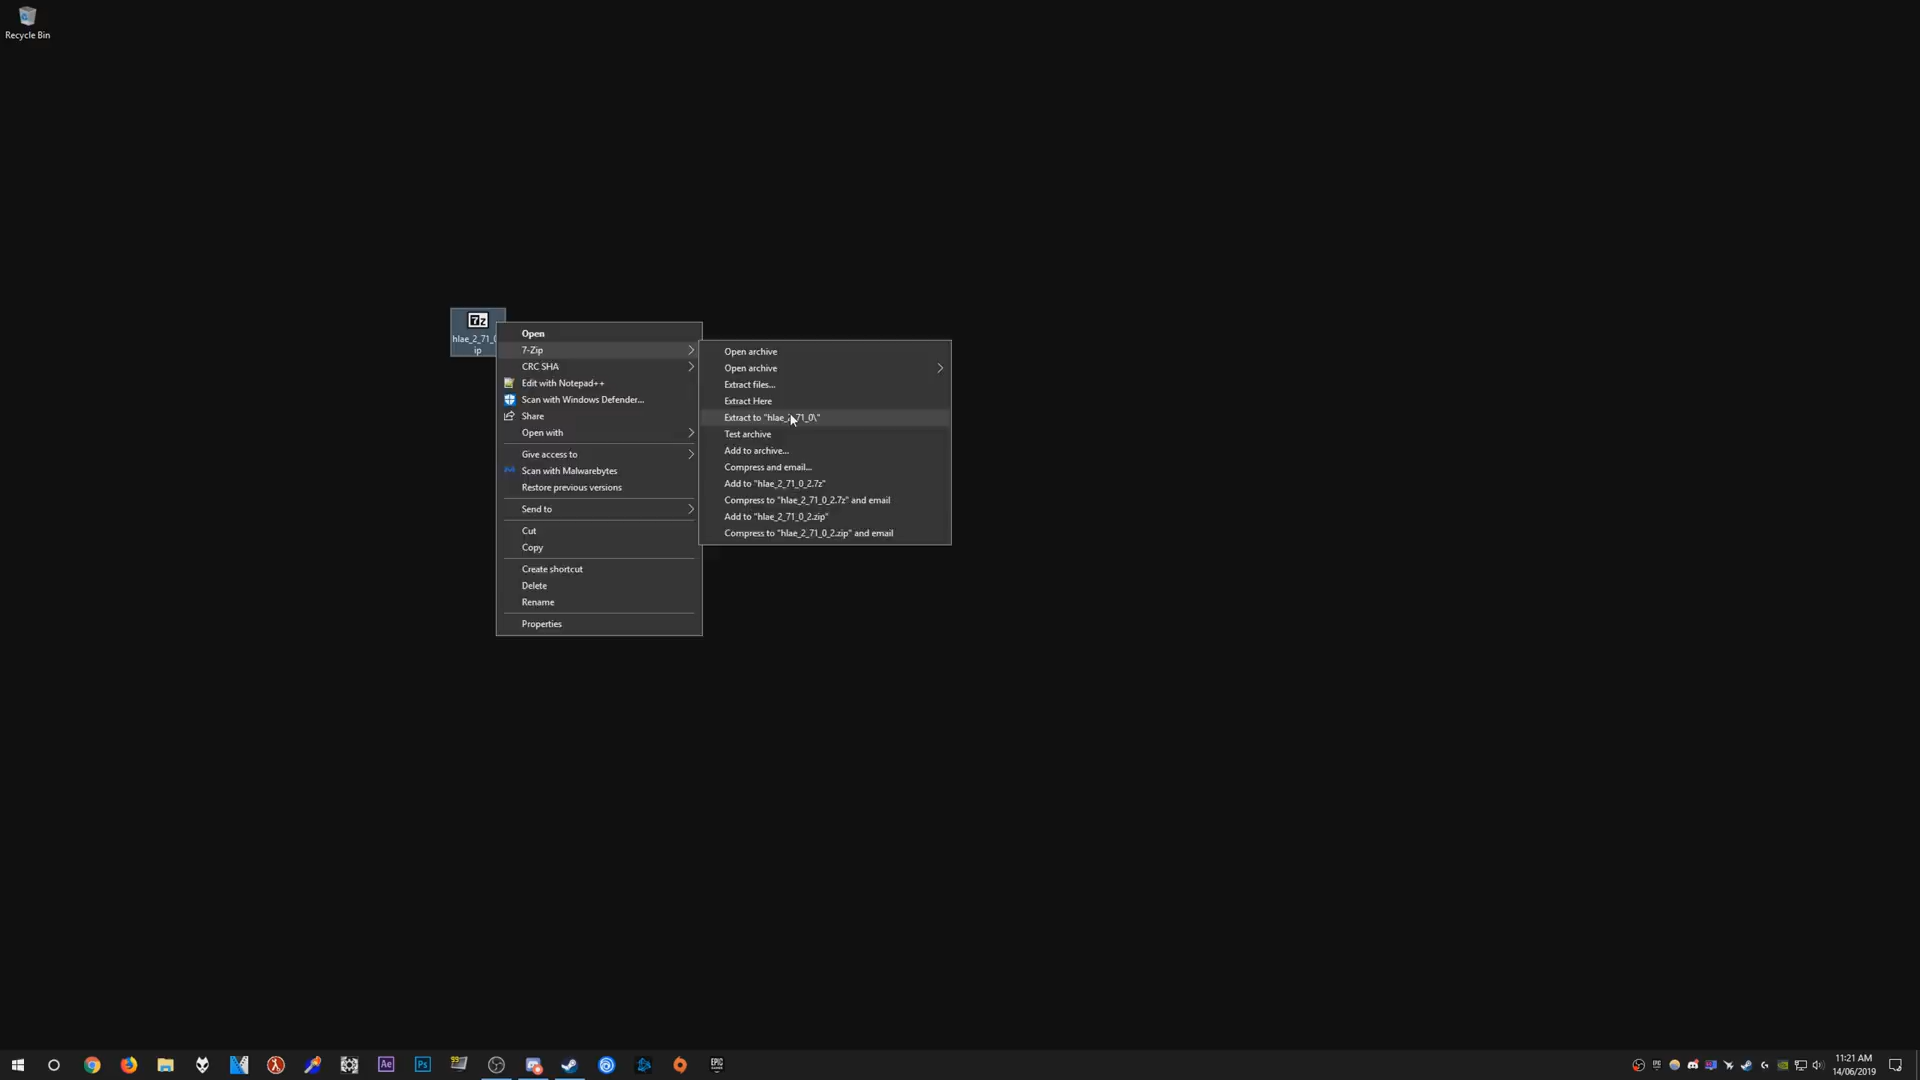 Recycle Bin
hlae_2_71_0
ip
Open
7-Zip
CRC SHA
Edit with Notepad++
Scan with Windows Defender...
Share
Open with
Give access to
Scan with Malwarebytes
Restore previous versions
Send to
Cut
Copy
Create shortcut
Delete
Rename
Properties
Open archive
Open archive
Extract files...
Extract Here
Extract to "hlae_2_71_0\"
Test archive
Add to archive...
Compress and email...
Add to "hlae_2_71_0_2.7z"
Compress to "hlae_2_71_0_2.7z" and email
Add to "hlae_2_71_0_2.zip"
Compress to "hlae_2_71_0_2.zip" and email
7z
Ae
Ps
99
EPIC
11:21 AM
14/06/2019